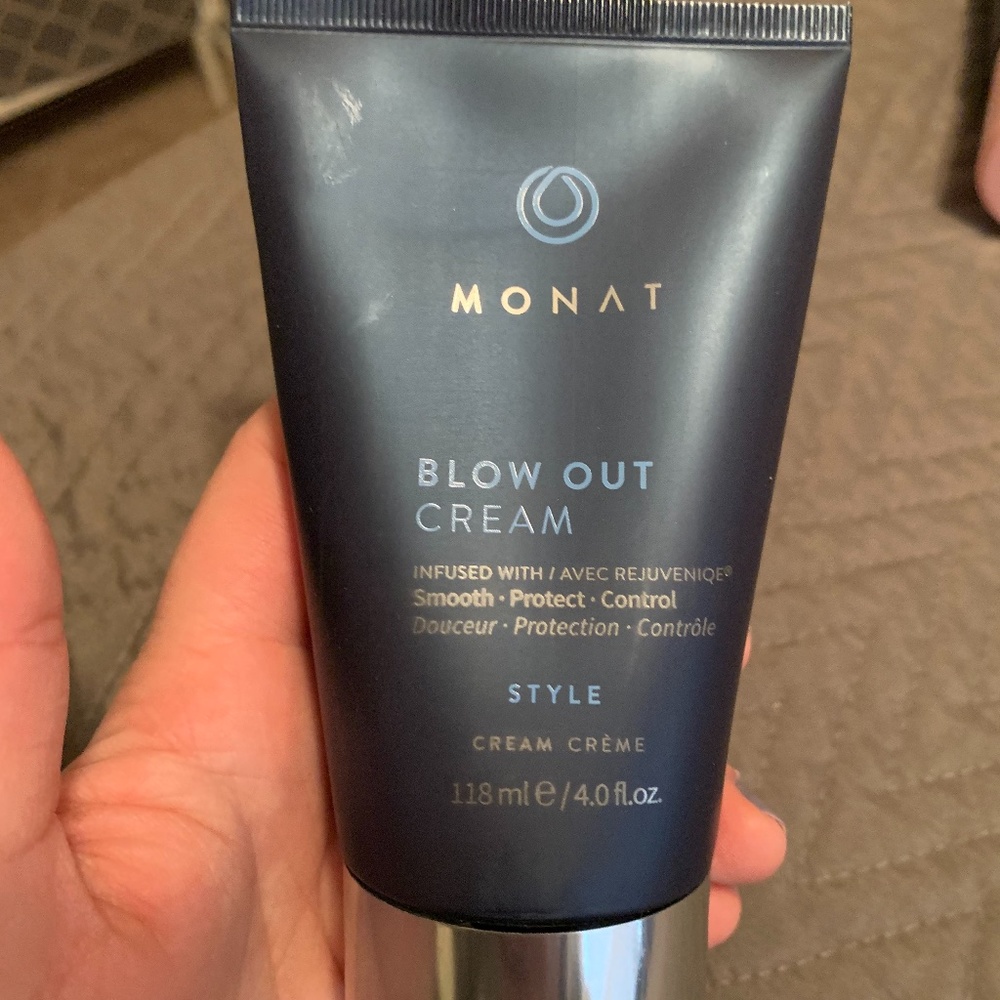 MONAT
BLOW OUT
CREAM
INFUSED WITH / AVEC REJUVENIQE®
Smooth · Protect · Control
Douceur · Protection · Contrôle
STYLE
CREAM CRÈME
118 ml ℮ / 4.0 fl.oz.